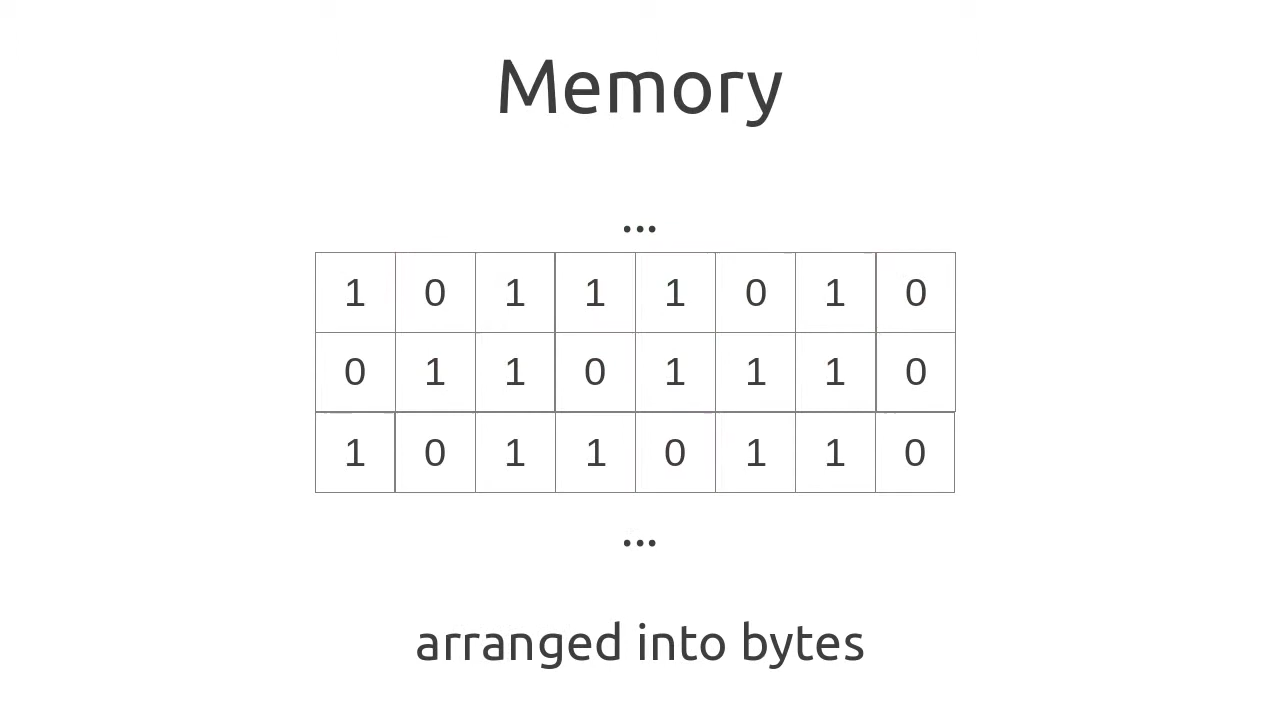 Memory
...
1 0 1 1 1 0 1 0
0 1 1 0 1 1 1 0
1 0 1 1 0 1 1 0
...
arranged into bytes